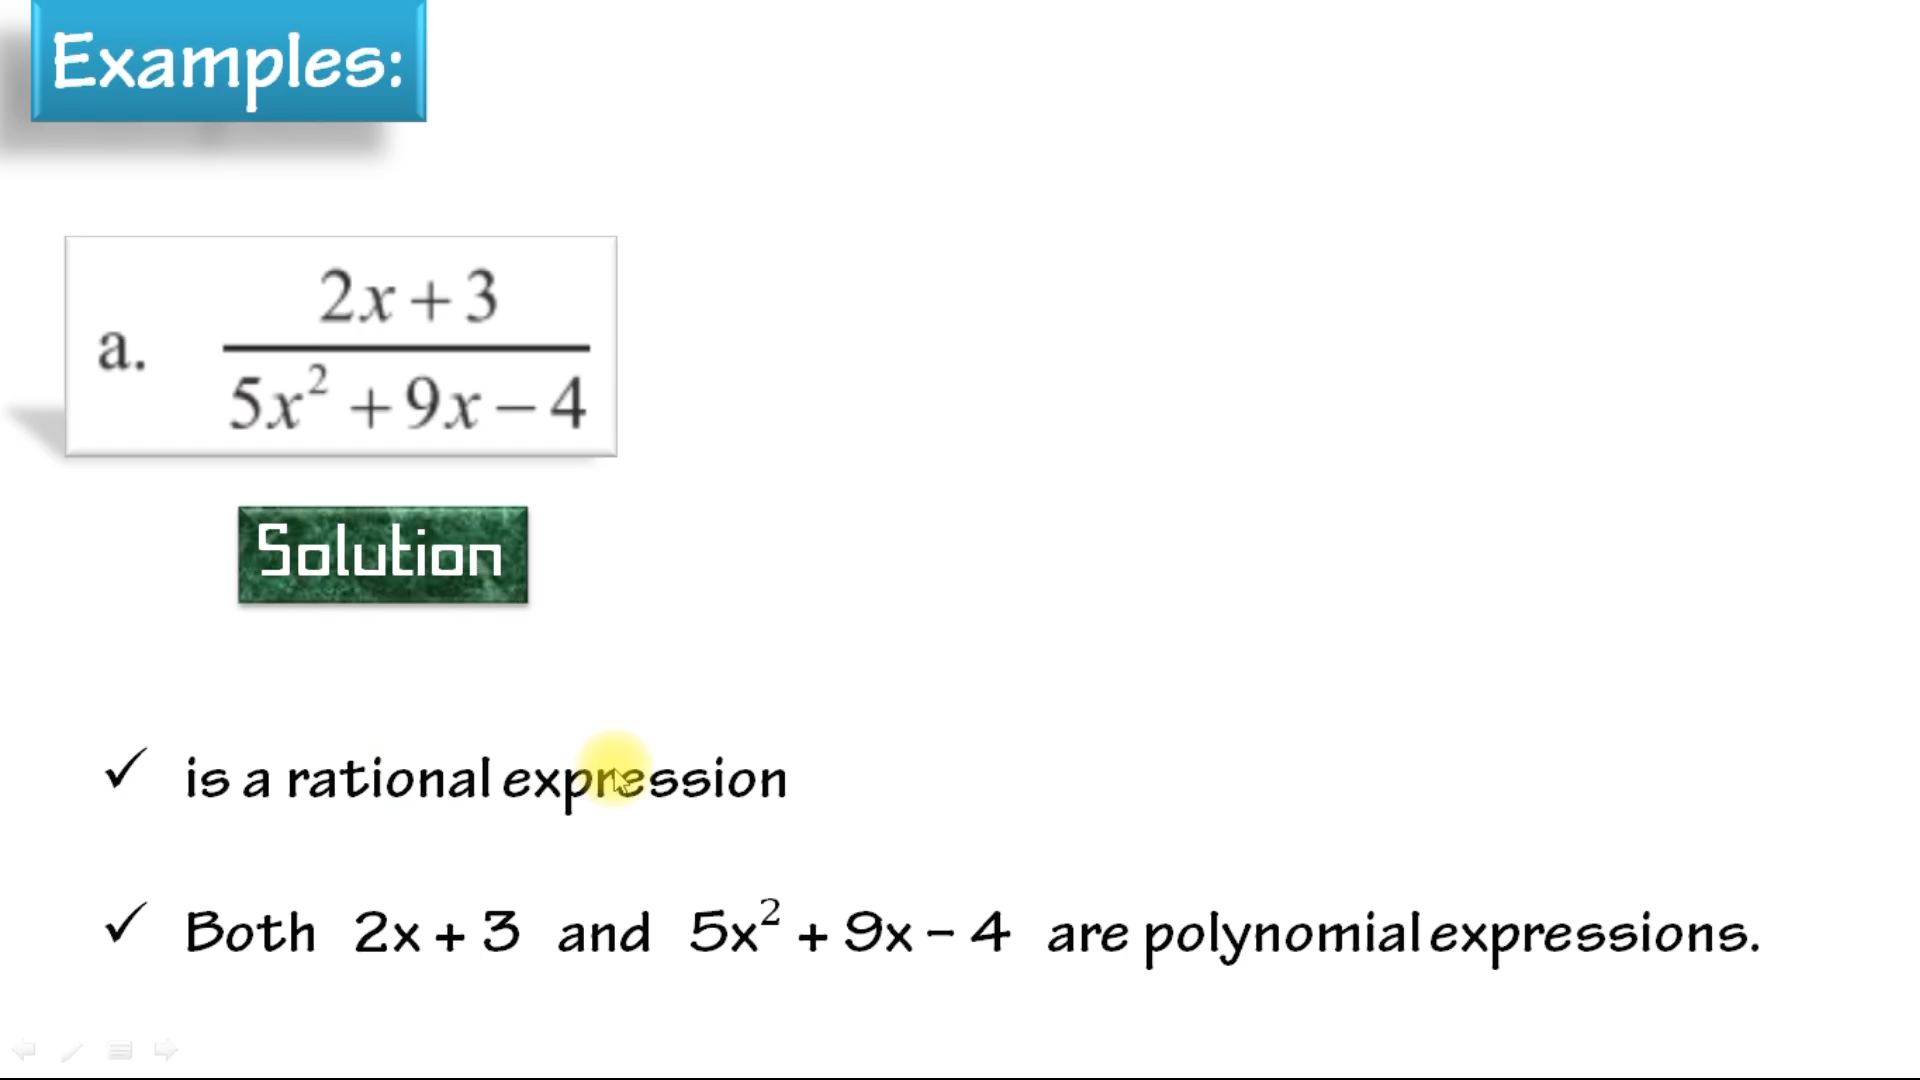 Examples:
a. 2x + 3
5x² + 9x − 4
Solution
✓ is a rational expression
✓ Both 2x + 3 and 5x² + 9x − 4 are polynomial expressions.